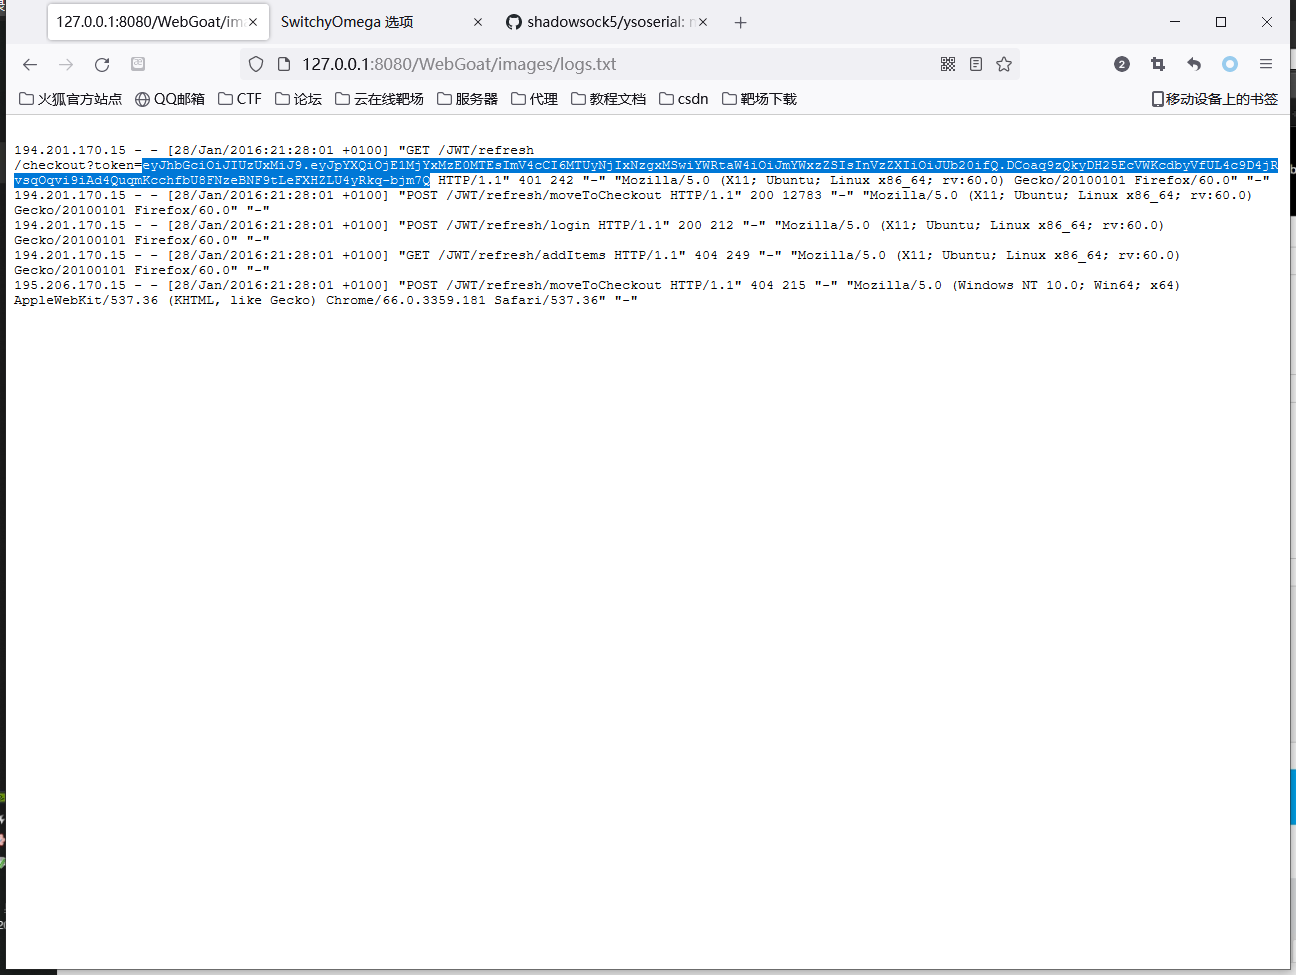 127.0.0.1:8080/WebGoat/im
SwitchyOmega 选项
shadowsock5/ysoserial:
127.0.0.1:8080/WebGoat/images/logs.txt
2
火狐官方站点
QQ邮箱
CTF
论坛
云在线靶场
服务器
代理
教程文档
csdn
靶场下载
移动设备上的书签
194.201.170.15 - - [28/Jan/2016:21:28:01 +0100] "GET /JWT/refresh
/checkout?token=eyJhbGciOiJIUzUxMiJ9.eyJpYXQiOjE1MjYxMzE0MTEsImV4cCI6MTUyNjIxNzgxMSwiYWRtaW4iOiJmYWxzZSIsInVzZXIiOiJUb20ifQ.DCoaq9zQkyDH25EcVWKcdbyVfUL4c9D4jR
vsqOqvi9iAd4QuqmKcchfbU8FNzeBNF9tLeFXHZLU4yRkq-bjm7Q HTTP/1.1" 401 242 "-" "Mozilla/5.0 (X11; Ubuntu; Linux x86_64; rv:60.0) Gecko/20100101 Firefox/60.0" "-"
194.201.170.15 - - [28/Jan/2016:21:28:01 +0100] "POST /JWT/refresh/moveToCheckout HTTP/1.1" 200 12783 "-" "Mozilla/5.0 (X11; Ubuntu; Linux x86_64; rv:60.0)
Gecko/20100101 Firefox/60.0" "-"
194.201.170.15 - - [28/Jan/2016:21:28:01 +0100] "POST /JWT/refresh/login HTTP/1.1" 200 212 "-" "Mozilla/5.0 (X11; Ubuntu; Linux x86_64; rv:60.0)
Gecko/20100101 Firefox/60.0" "-"
194.201.170.15 - - [28/Jan/2016:21:28:01 +0100] "GET /JWT/refresh/addItems HTTP/1.1" 404 249 "-" "Mozilla/5.0 (X11; Ubuntu; Linux x86_64; rv:60.0)
Gecko/20100101 Firefox/60.0" "-"
195.206.170.15 - - [28/Jan/2016:21:28:01 +0100] "POST /JWT/refresh/moveToCheckout HTTP/1.1" 404 215 "-" "Mozilla/5.0 (Windows NT 10.0; Win64; x64)
AppleWebKit/537.36 (KHTML, like Gecko) Chrome/66.0.3359.181 Safari/537.36" "-"